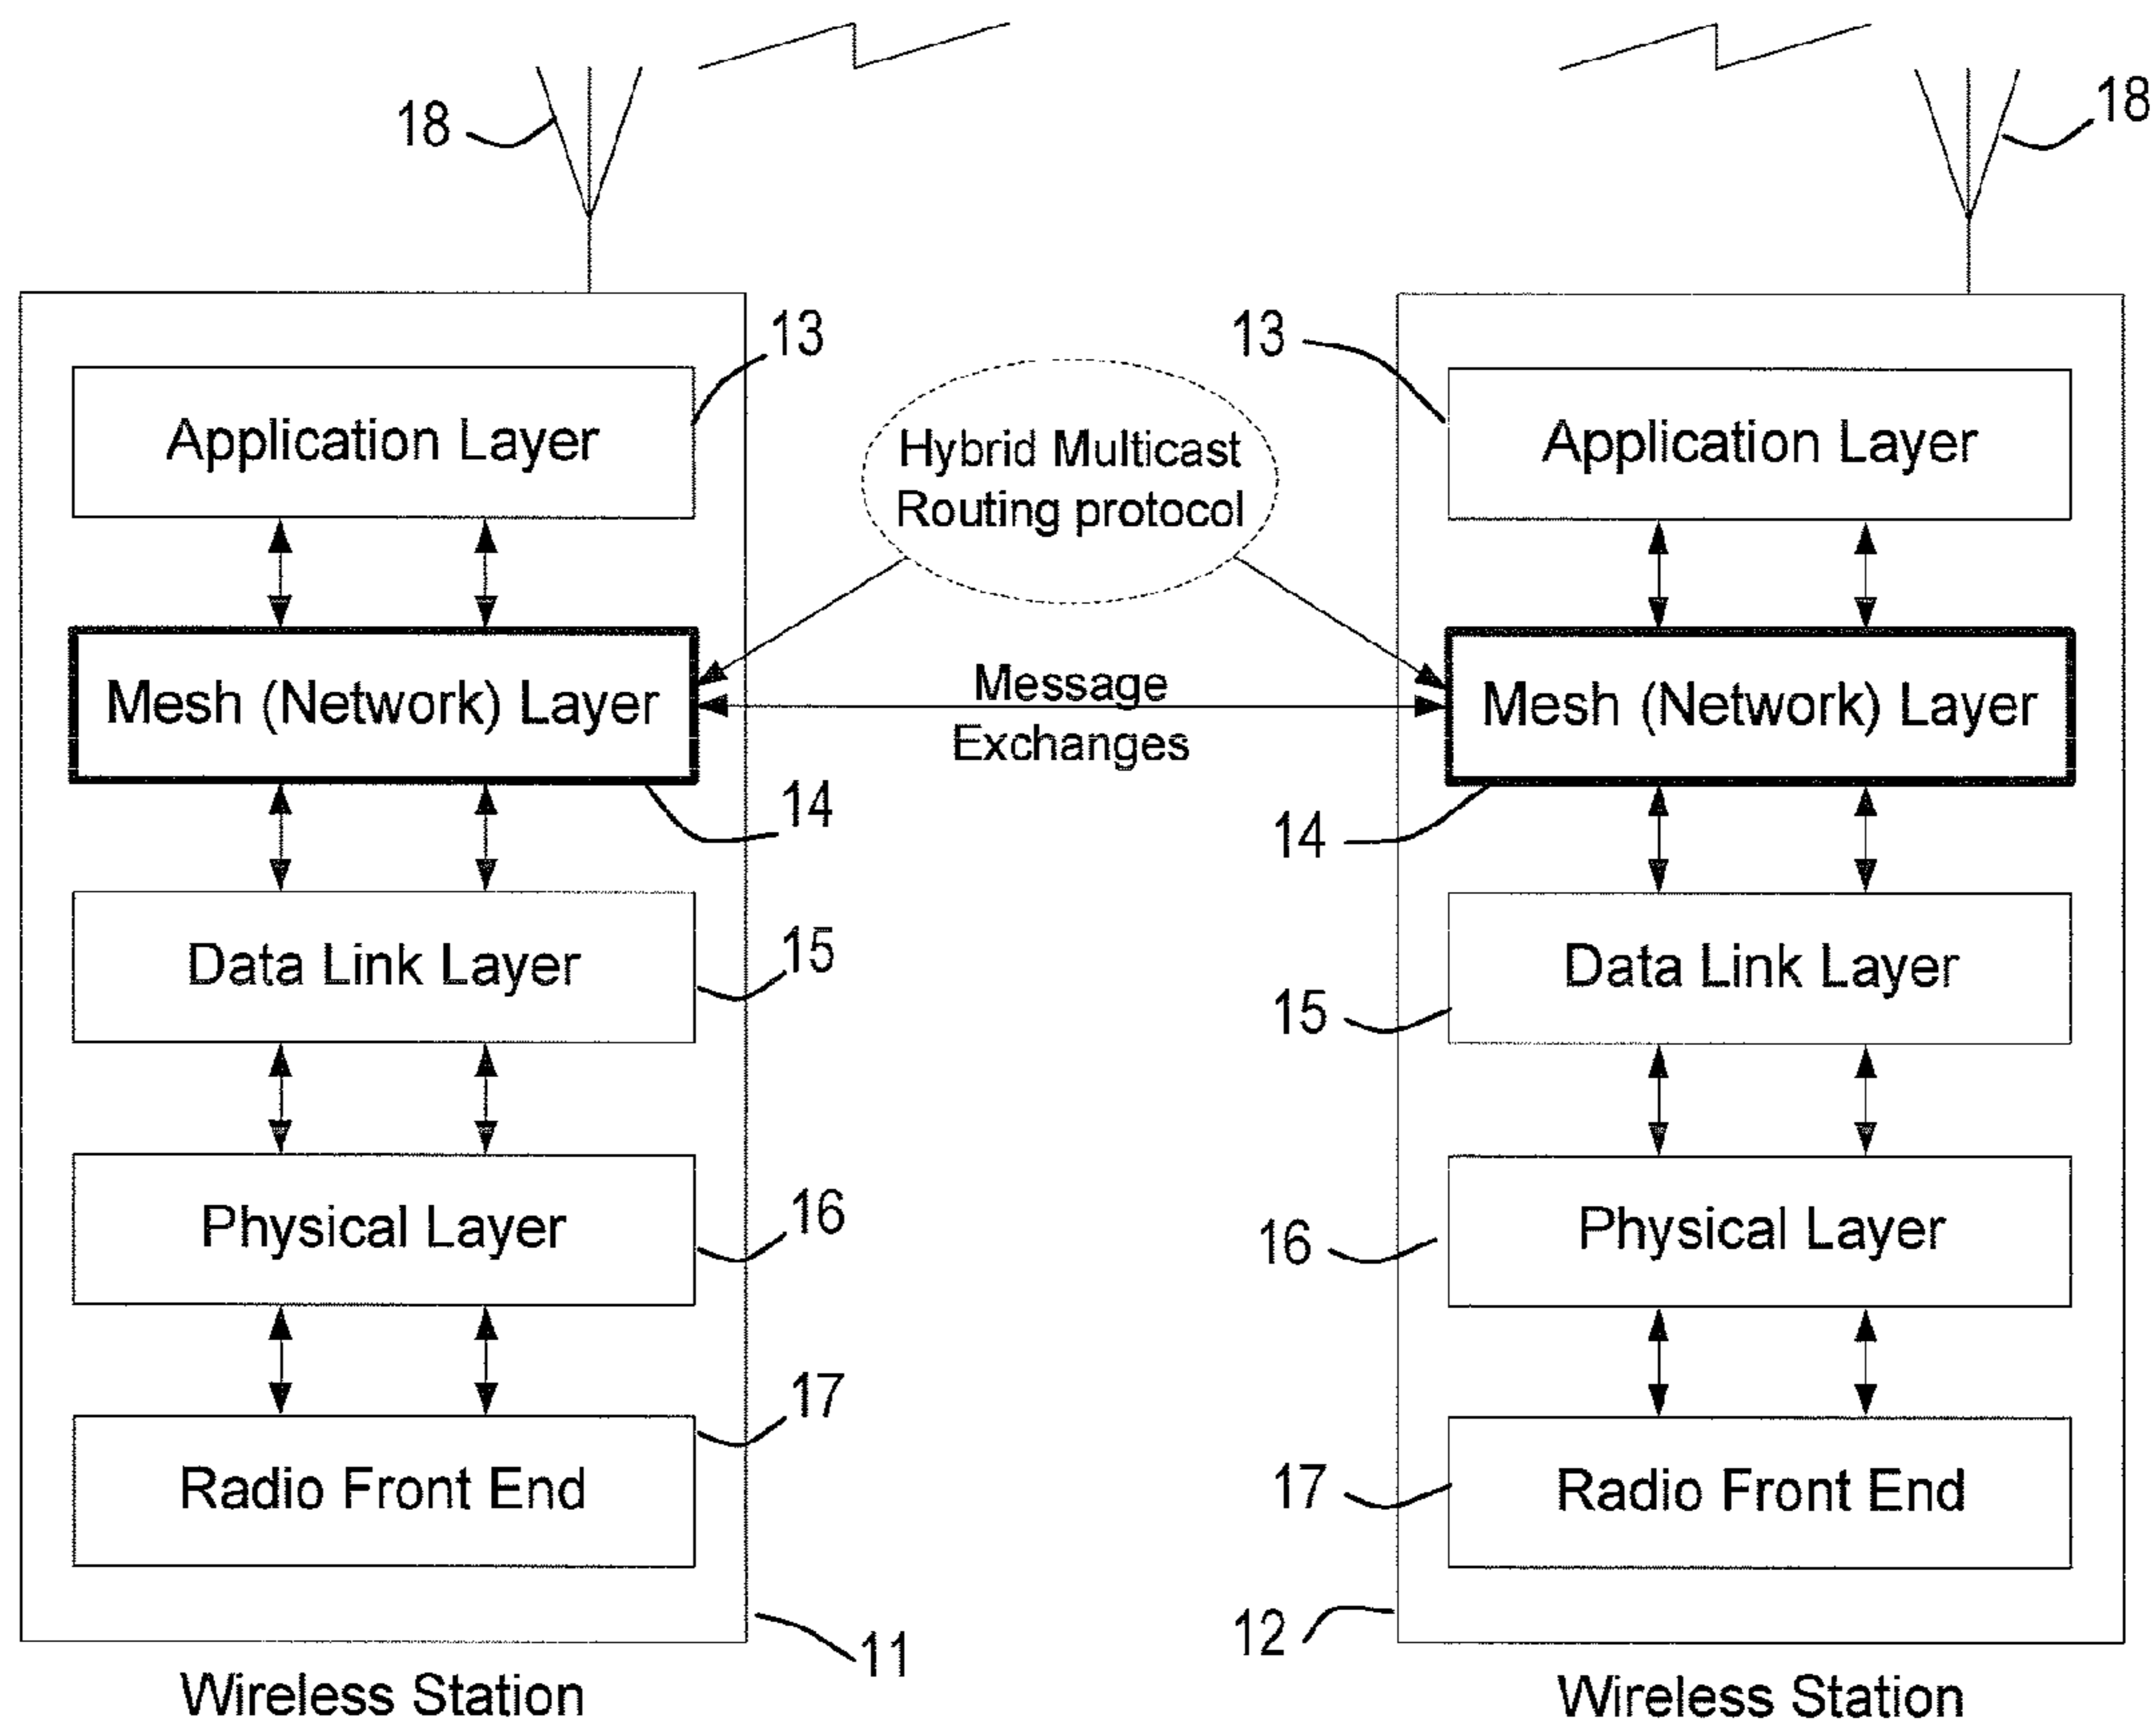 18
18
13
13
Application Layer
Hybrid Multicast
Routing protocol
Application Layer
Mesh (Network) Layer
Message
Exchanges
Mesh (Network) Layer
14
14
Data Link Layer
15
15
Data Link Layer
Physical Layer
16
16
Physical Layer
17
17
Radio Front End
Radio Front End
11
12
Wireless Station
Wireless Station